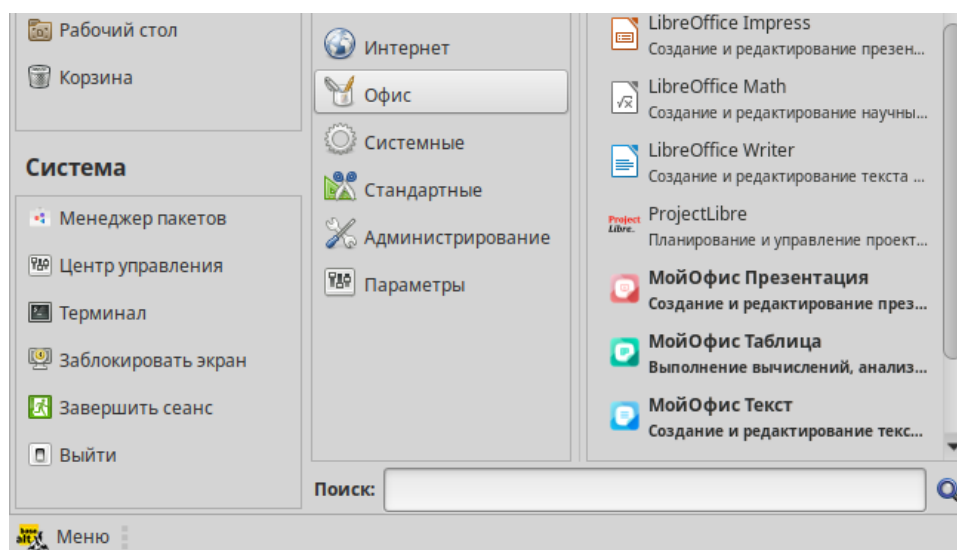 Рабочий стол
Корзина
Система
Менеджер пакетов
Центр управления
Терминал
Заблокировать экран
Завершить сеанс
Выйти
Интернет
Офис
Системные
Стандартные
Администрирование
Параметры
LibreOffice Impress
Создание и редактирование презен...
LibreOffice Math
Создание и редактирование научны...
LibreOffice Writer
Создание и редактирование текста ...
Project Libre.
ProjectLibre
Планирование и управление проект...
МойОфис Презентация
Создание и редактирование през...
МойОфис Таблица
Выполнение вычислений, анализ...
МойОфис Текст
Создание и редактирование текс...
Поиск:
base
alt
Меню